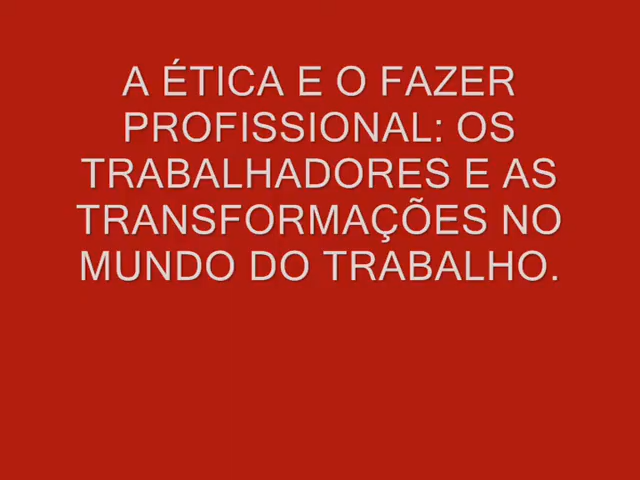 A ÉTICA E O FAZER
PROFISSIONAL: OS
TRABALHADORES E AS
TRANSFORMAÇÕES NO
MUNDO DO TRABALHO.